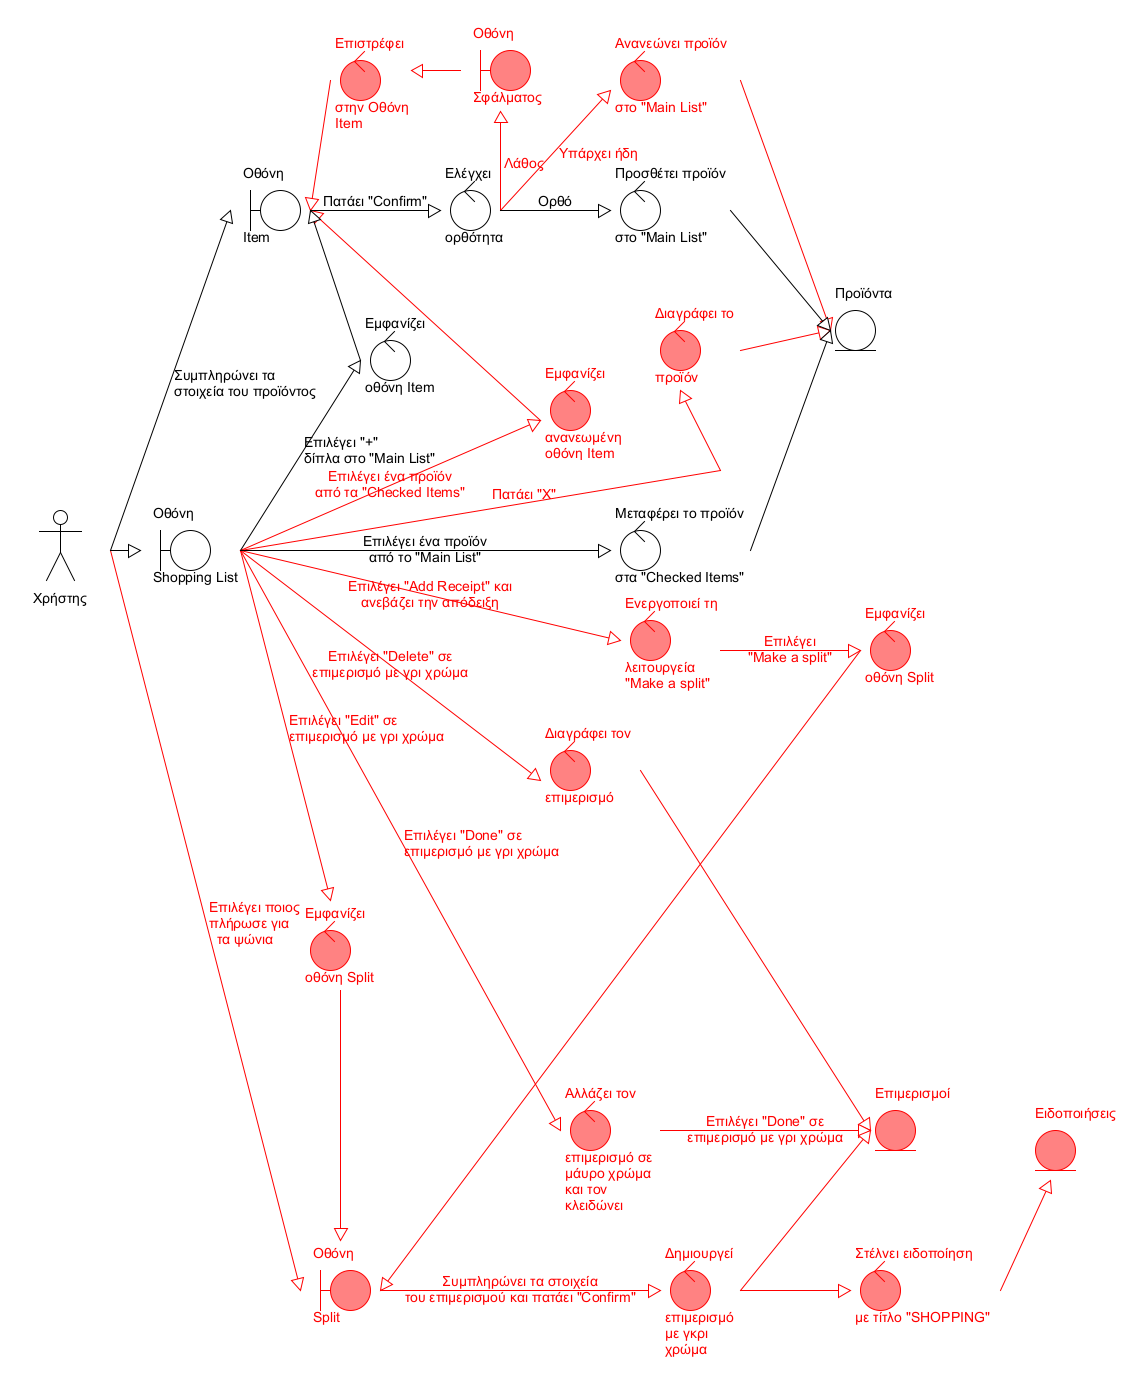 Οθόνη
Επιστρέφει
Ανανεώνει προϊόν
Σφάλματος
στην Οθόνη
Item
στο "Main List"
Λάθος
Υπάρχει ήδη
Οθόνη
Ελέγχει
Προσθέτει προϊόν
Πατάει "Confirm"
Ορθό
Item
ορθότητα
στο "Main List"
Προϊόντα
Διαγράφει το
Εμφανίζει
οθόνη Item
προϊόν
Συμπληρώνει τα
στοιχεία του προϊόντος
Εμφανίζει
ανανεωμένη
οθόνη Item
Επιλέγει "+"
δίπλα στο "Main List"
Επιλέγει ένα προϊόν
από τα "Checked Items"
Πατάει "X"
Οθόνη
Μεταφέρει το προϊόν
Επιλέγει ένα προϊόν
από το "Main List"
Shopping List
στα "Checked Items"
Χρήστης
Επιλέγει "Add Receipt" και
ανεβάζει την απόδειξη
Ενεργοποιεί τη
Εμφανίζει
Επιλέγει
"Make a split"
λειτουργεία
"Make a split"
οθόνη Split
Επιλέγει "Delete" σε
επιμερισμό με γρι χρώμα
Επιλέγει "Edit" σε
επιμερισμό με γρι χρώμα
Διαγράφει τον
επιμερισμό
Επιλέγει "Done" σε
επιμερισμό με γρι χρώμα
Επιλέγει ποιος
πλήρωσε για
τα ψώνια
Εμφανίζει
οθόνη Split
Αλλάζει τον
Επιμερισμοί
Ειδοποιήσεις
Επιλέγει "Done" σε
επιμερισμό με γρι χρώμα
επιμερισμό σε
μάυρο χρώμα
και τον
κλειδώνει
Οθόνη
Δημιουργεί
Στέλνει ειδοποίηση
Συμπληρώνει τα στοιχεία
του επιμερισμού και πατάει "Confirm"
Split
επιμερισμό
με γκρι
χρώμα
με τίτλο "SHOPPING"